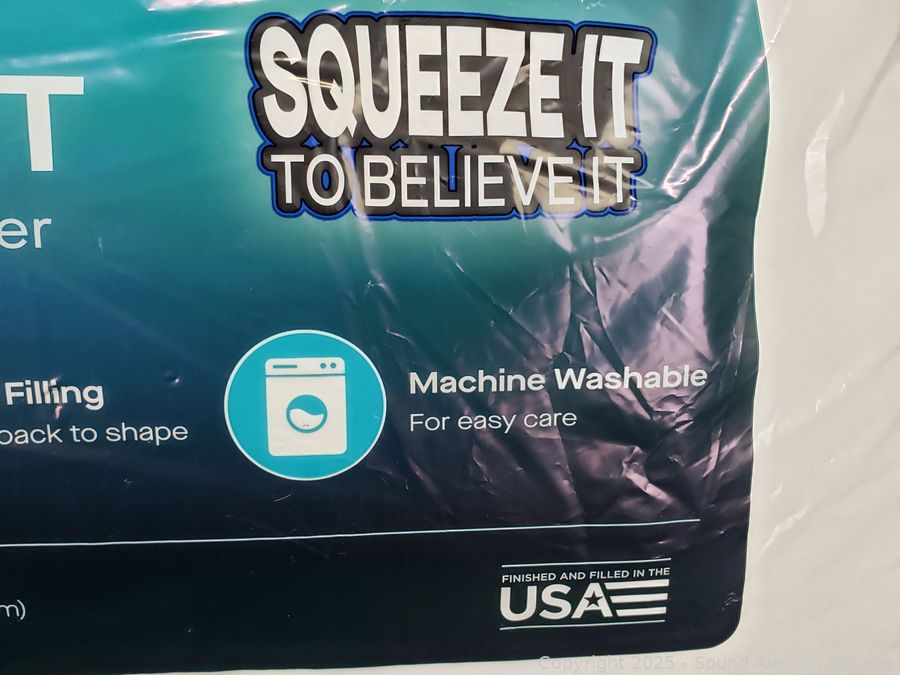 SQUEEZE IT
TO BELIEVE IT
T
er
Filling
back to shape
Machine Washable
For easy care
FINISHED AND FILLED IN THE
USA
m)
Copyright 2025 - Sound Auction Service